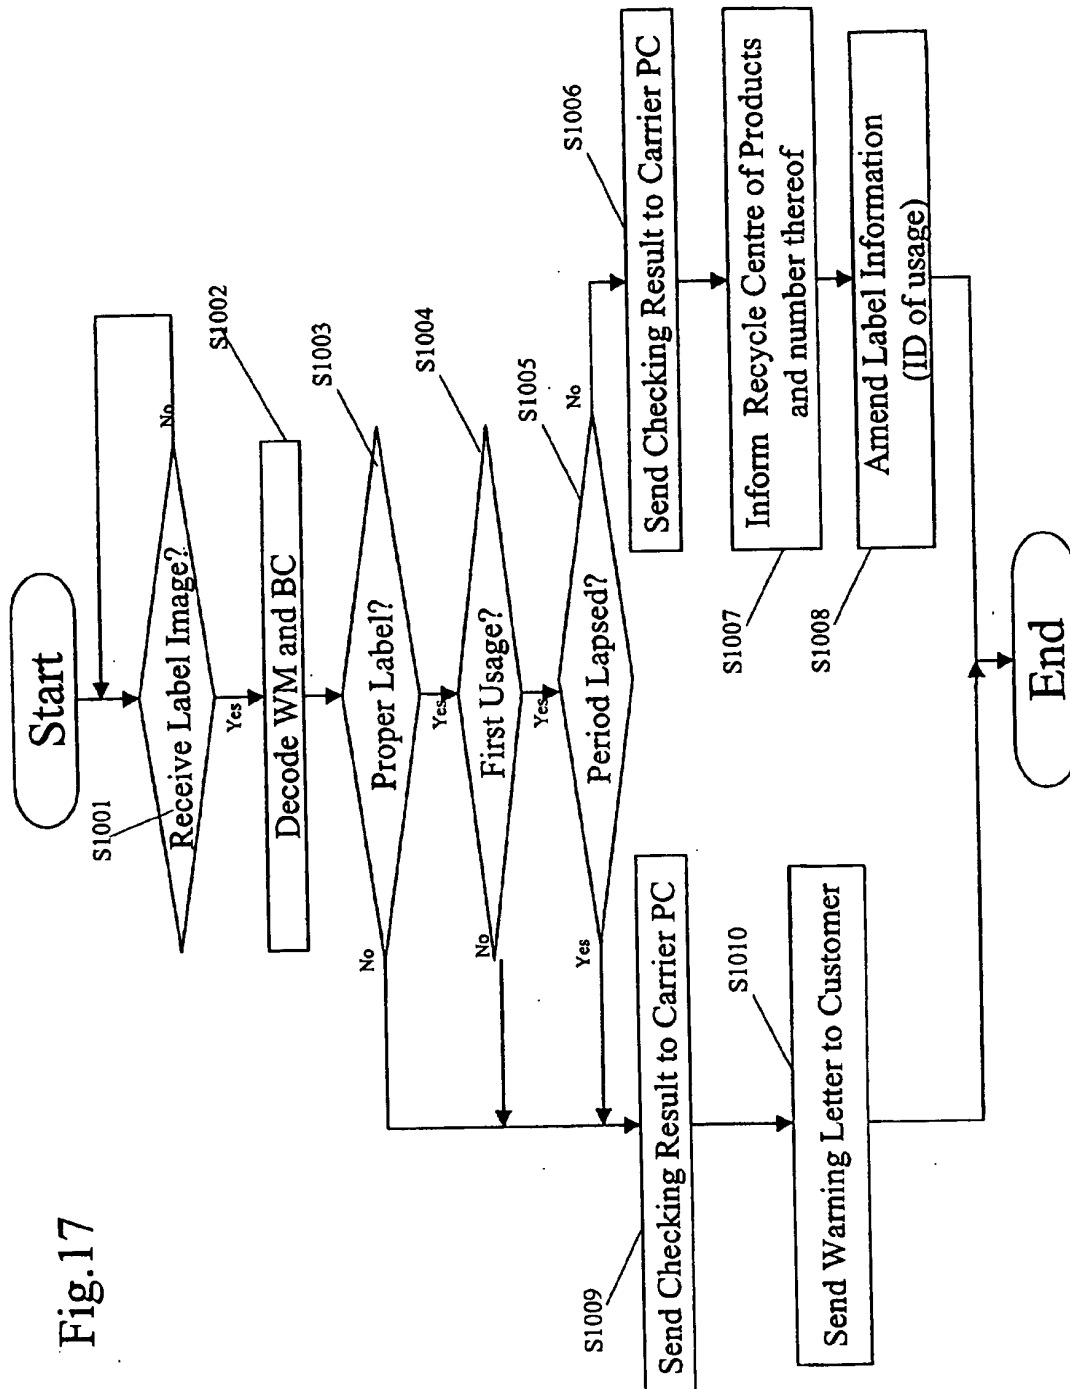 Fig.17
Start
S1001
Receive Label Image?
No
Yes
S1002
Decode WM and BC
S1003
Proper Label?
No
Yes
S1004
First Usage?
No
Yes
S1005
Period Lapsed?
Yes
No
S1006
Send Checking Result to Carrier PC
S1007
Inform Recycle Centre of Products
and number thereof
S1008
Amend Label Information
(ID of usage)
S1009
Send Checking Result to Carrier PC
S1010
Send Warning Letter to Customer
End